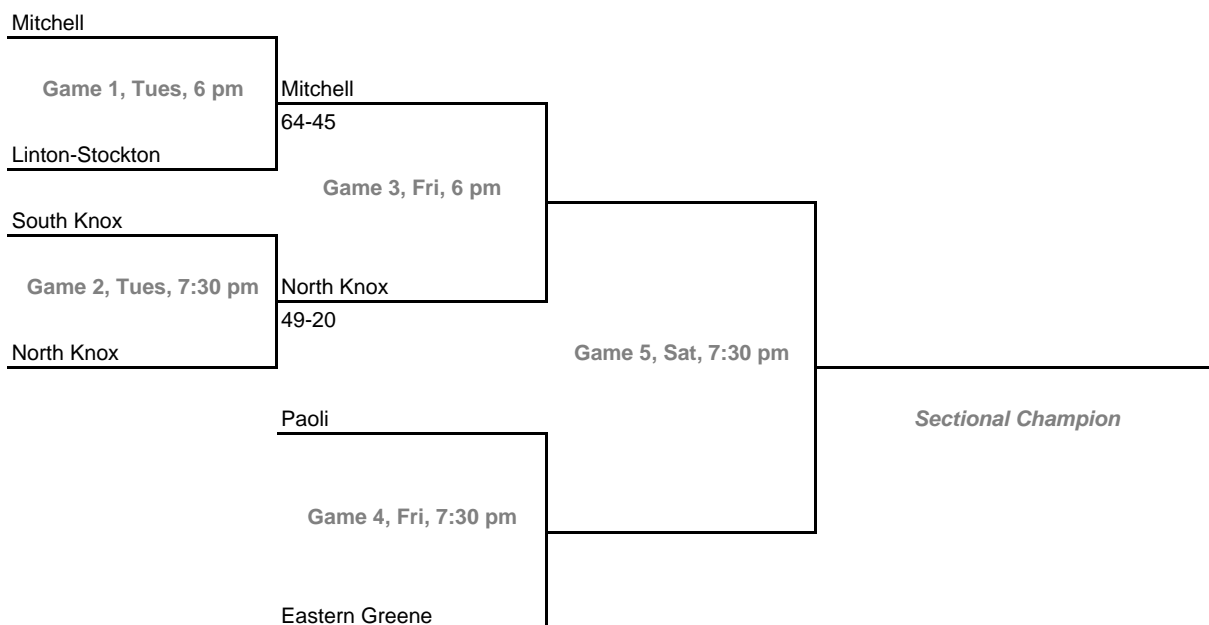 Mitchell
Game 1, Tues, 6 pm
Mitchell
64-45
Linton-Stockton
Game 3, Fri, 6 pm
South Knox
Game 2, Tues, 7:30 pm
North Knox
49-20
North Knox
Game 5, Sat, 7:30 pm
Paoli
Sectional Champion
Game 4, Fri, 7:30 pm
Eastern Greene